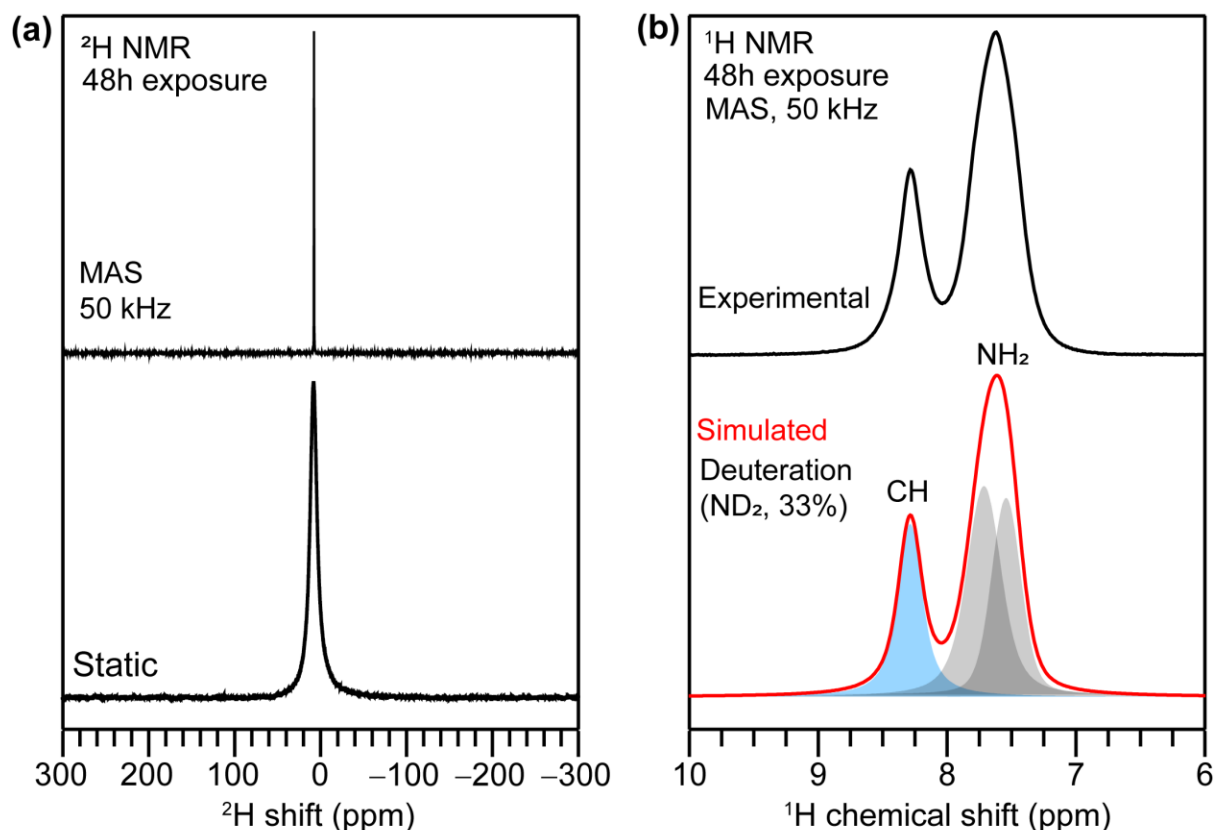 (a)
²H NMR
48h exposure
MAS
50 kHz
Static
300 200 100 0 −100 −200 −300
²H shift (ppm)
(b)
¹H NMR
48h exposure
MAS, 50 kHz
Experimental
NH₂
Simulated
Deuteration
(ND₂, 33%)
CH
10 9 8 7 6
¹H chemical shift (ppm)